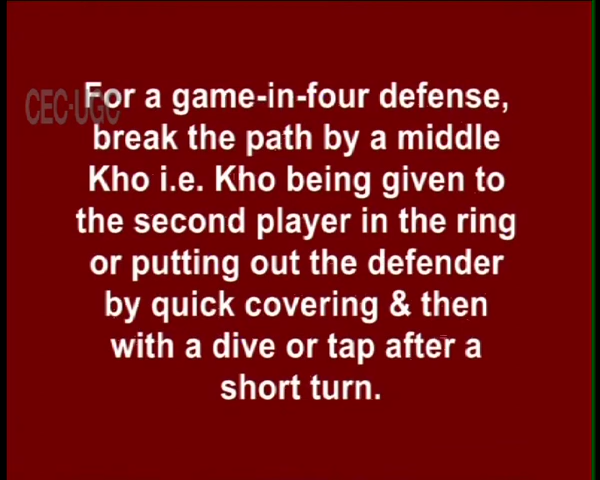 CEC-UGC
For a game-in-four defense,
break the path by a middle
Kho i.e. Kho being given to
the second player in the ring
or putting out the defender
by quick covering & then
with a dive or tap after a
short turn.